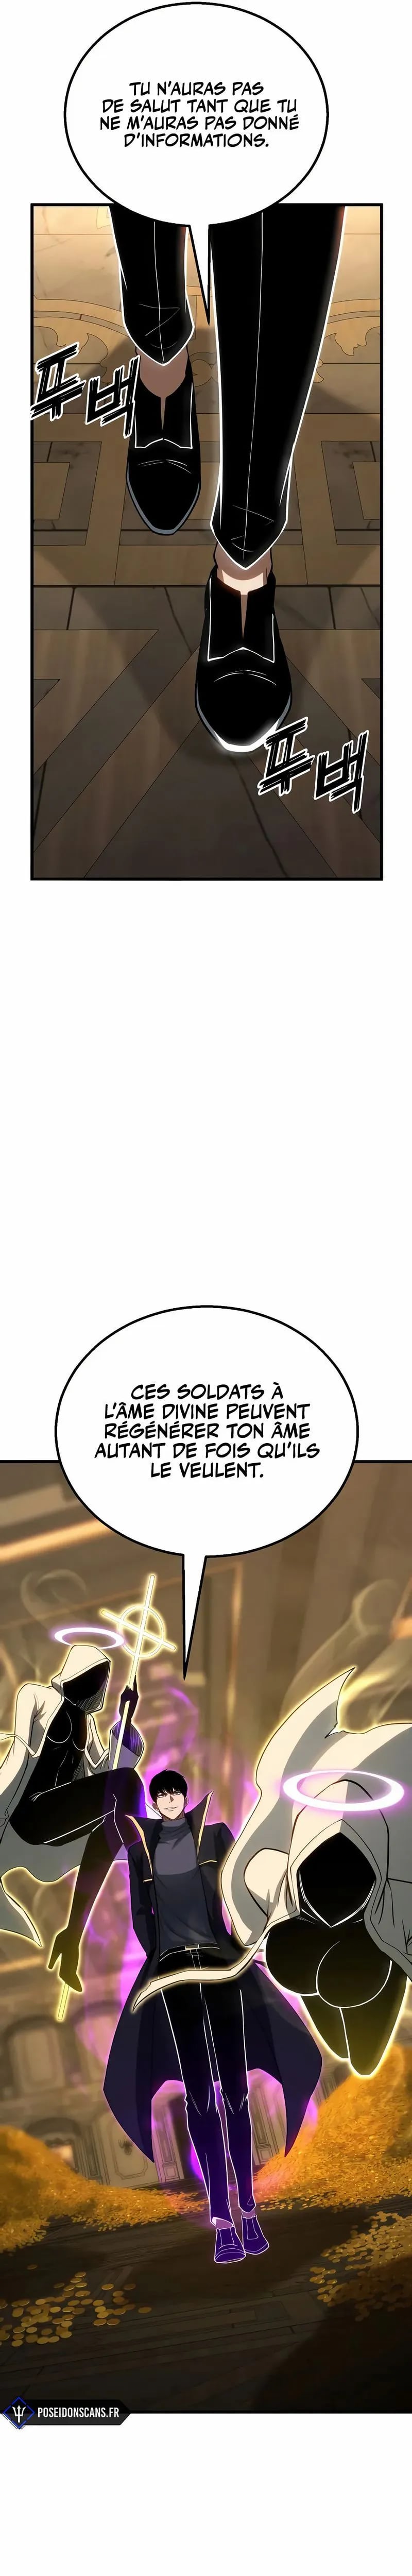 TU N'AURAS PAS
DE SALUT TANT QUE TU
NE M'AURAS PAS DONNÉ
D'INFORMATIONS.
푸벅
푸벅
CES SOLDATS À
L'ÂME DIVINE PEUVENT
RÉGÉNÉRER TON ÂME
AUTANT DE FOIS QU'ILS
LE VEULENT.
POSEIDONSCANS.FR